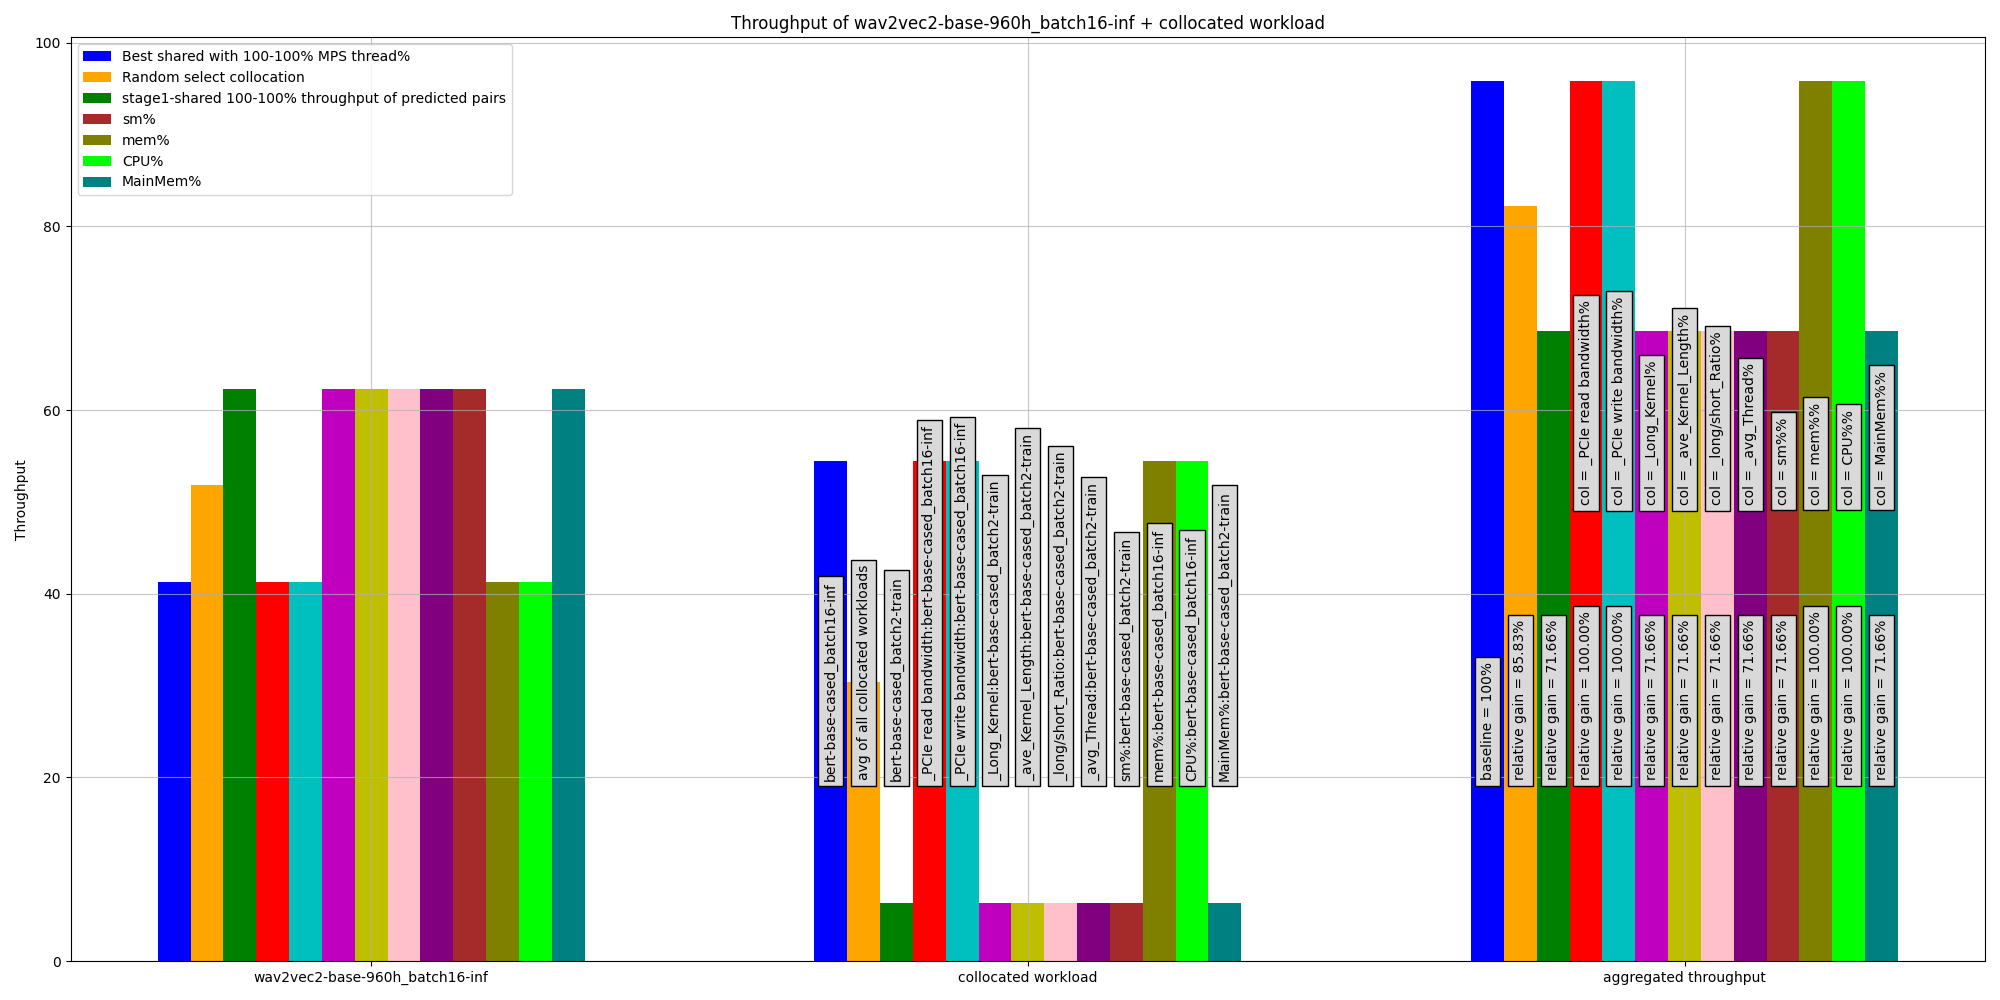 Throughput of wav2vec2-base-960h_batch16-inf + collocated workload
Best shared with 100-100% MPS thread%
Random select collocation
stage1-shared 100-100% throughput of predicted pairs
sm%
mem%
CPU%
MainMem%
Throughput
100
80
60
40
20
0
bert-base-cased_batch16-inf
avg of all collocated workloads
bert-base-cased_batch2-train
_PCIe read bandwidth:bert-base-cased_batch16-inf
_PCIe write bandwidth:bert-base-cased_batch16-inf
_Long_Kernel:bert-base-cased_batch2-train
_ave_Kernel_Length:bert-base-cased_batch2-train
_long/short_Ratio:bert-base-cased_batch2-train
_avg_Thread:bert-base-cased_batch2-train
sm%:bert-base-cased_batch2-train
mem%:bert-base-cased_batch16-inf
CPU%:bert-base-cased_batch16-inf
MainMem%:bert-base-cased_batch2-train
col = _PCIe read bandwidth%
col = _PCIe write bandwidth%
col = _Long_Kernel%
col = _ave_Kernel_Length%
col = _long/short_Ratio%
col = _avg_Thread%
col = sm%%
col = mem%%
col = CPU%%
col = MainMem%%
baseline = 100%
relative gain = 85.83%
relative gain = 71.66%
relative gain = 100.00%
relative gain = 100.00%
relative gain = 71.66%
relative gain = 71.66%
relative gain = 71.66%
relative gain = 71.66%
relative gain = 71.66%
relative gain = 100.00%
relative gain = 100.00%
relative gain = 71.66%
wav2vec2-base-960h_batch16-inf
collocated workload
aggregated throughput